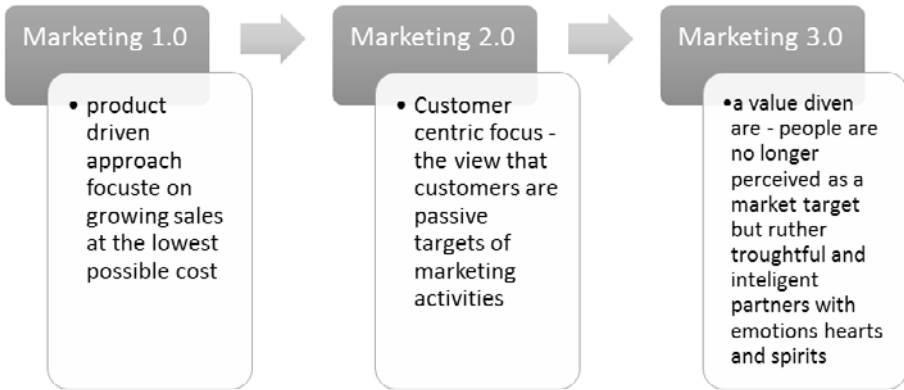 Marketing 1.0
• product
driven
approach
focuste on
growing sales
at the lowest
possible cost
Marketing 2.0
• Customer
centric focus -
the view that
customers are
passive
targets of
marketing
activities
Marketing 3.0
•a value diven
are - people are
no longer
perceived as a
market target
but ruther
troughtful and
inteligent
partners with
emotions hearts
and spirits